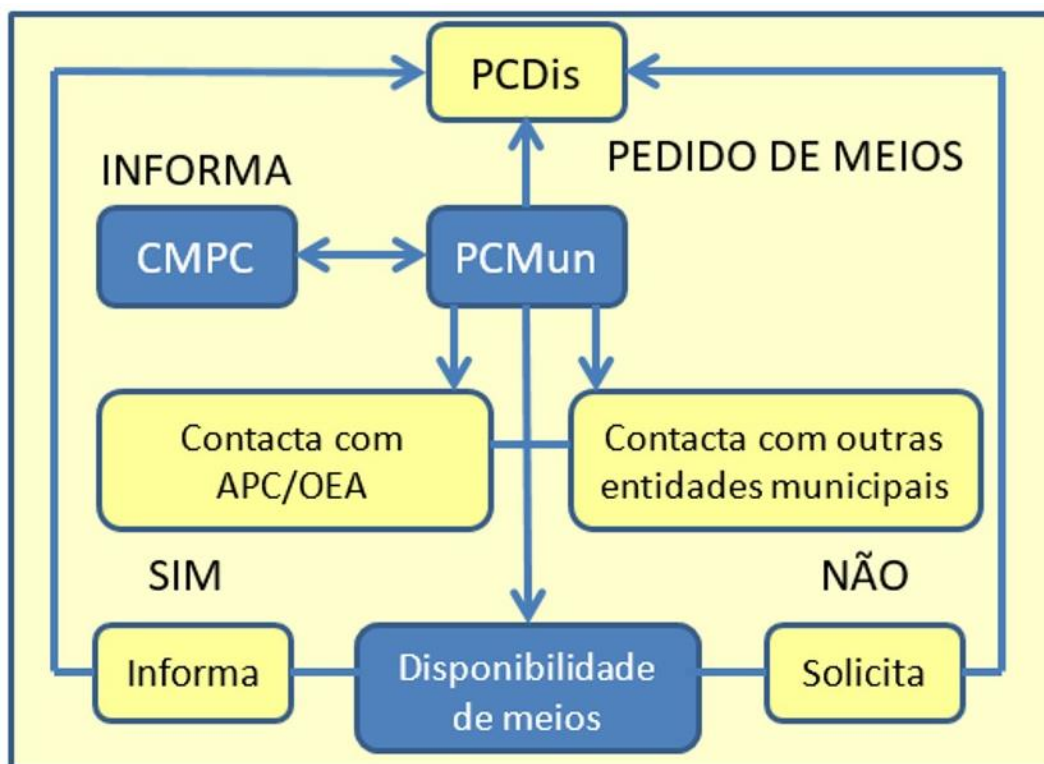 PCDis
INFORMA
PEDIDO DE MEIOS
CMPC
PCMun
Contacta com
APC/OEA
Contacta com outras
entidades municipais
SIM
NÃO
Informa
Disponibilidade
de meios
Solicita